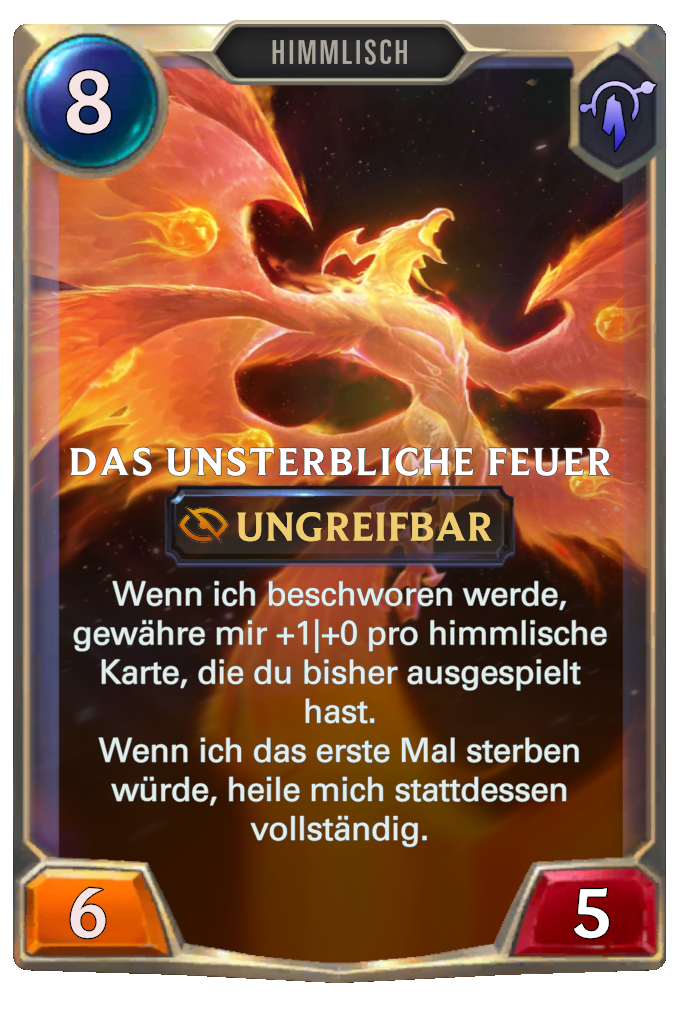 HIMMLISCH
8
DAS UNSTERBLICHE FEUER
UNGREIFBAR
Wenn ich beschworen werde,
gewähre mir +1|+0 pro himmlische
Karte, die du bisher ausgespielt
hast.
Wenn ich das erste Mal sterben
würde, heile mich stattdessen
vollständig.
6
5